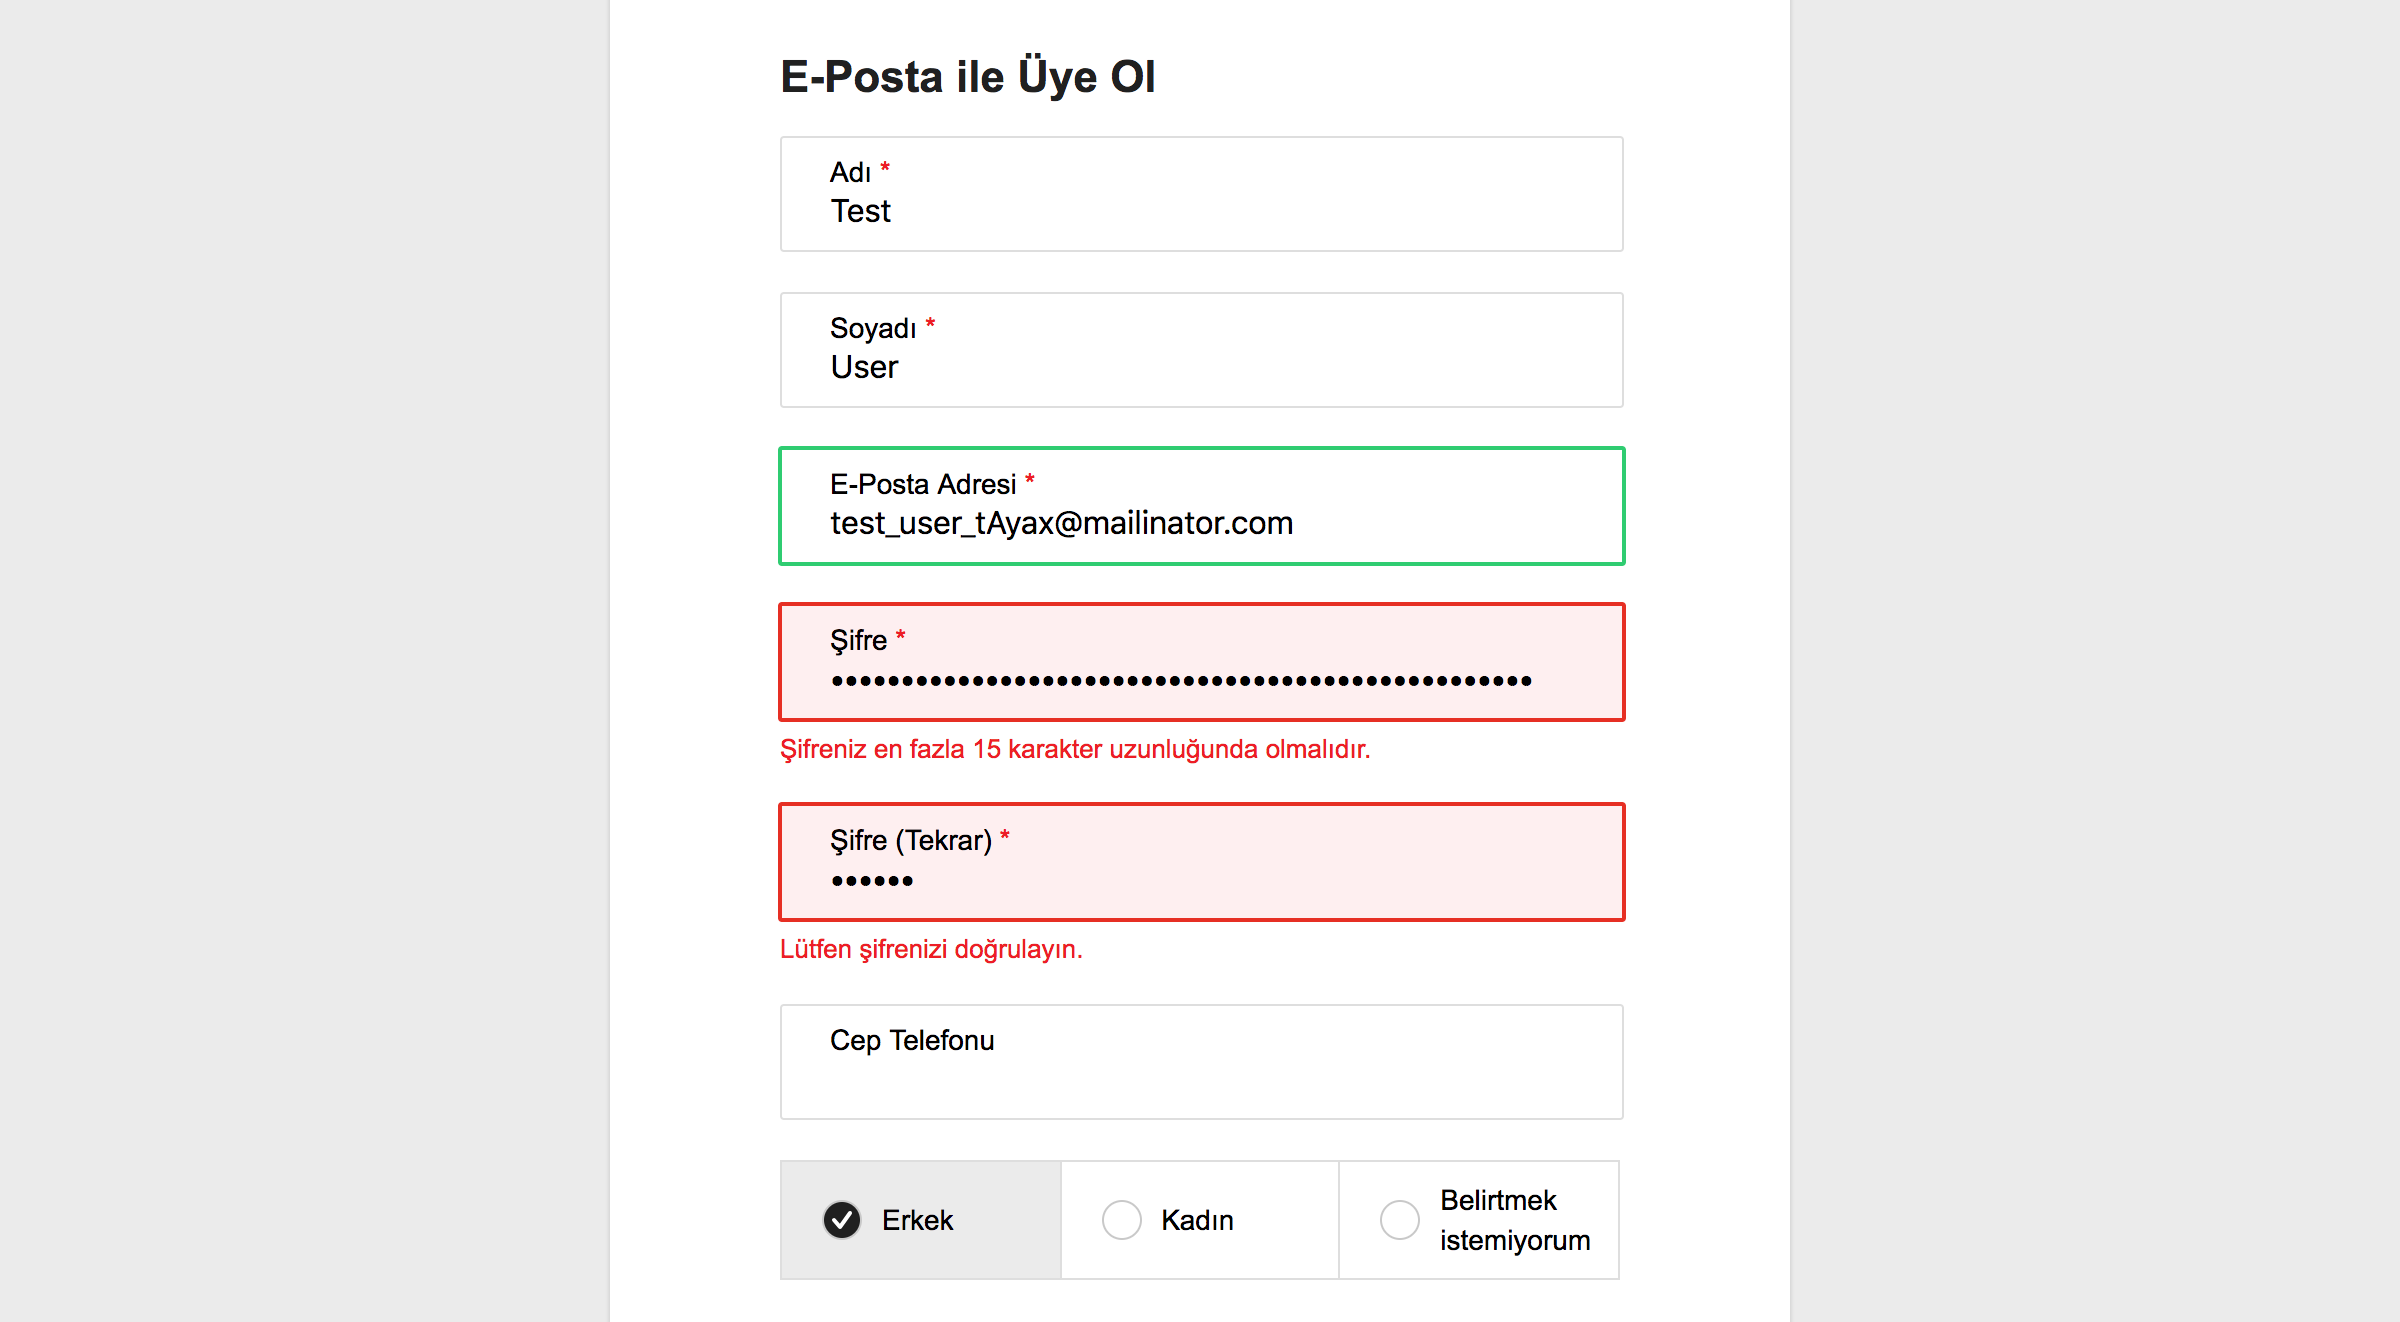 E-Posta ile Üye Ol
Adı *
Test
Soyadı *
User
E-Posta Adresi *
test_user_tAyax@mailinator.com
Şifre *
••••••••••••••••••••••••••••••••••••••••••••••••••
Şifreniz en fazla 15 karakter uzunluğunda olmalıdır.
Şifre (Tekrar) *
••••••
Lütfen şifrenizi doğrulayın.
Cep Telefonu
Erkek
Kadın
Belirtmek
istemiyorum